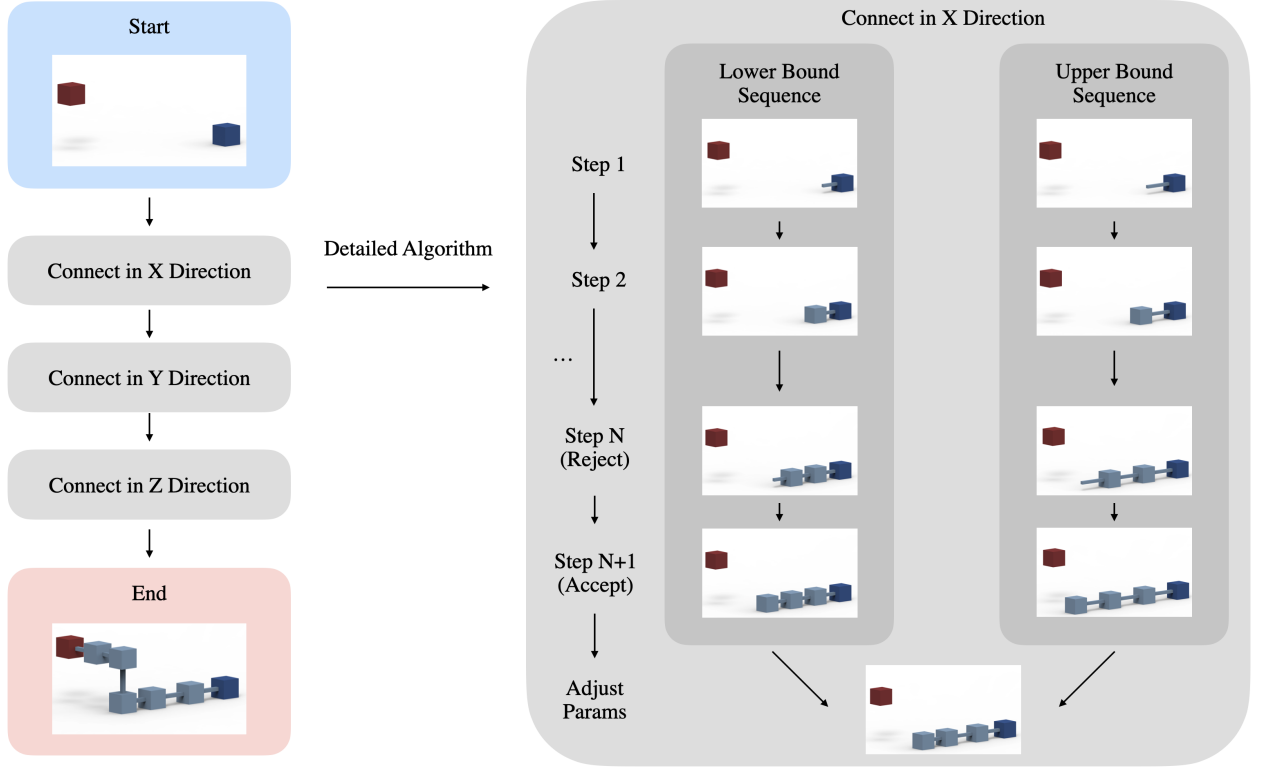 Start
Connect in X Direction
Connect in Y Direction
Connect in Z Direction
End
Detailed Algorithm
Connect in X Direction
Lower Bound
Sequence
Upper Bound
Sequence
Step 1
Step 2
...
Step N
(Reject)
Step N+1
(Accept)
Adjust
Params